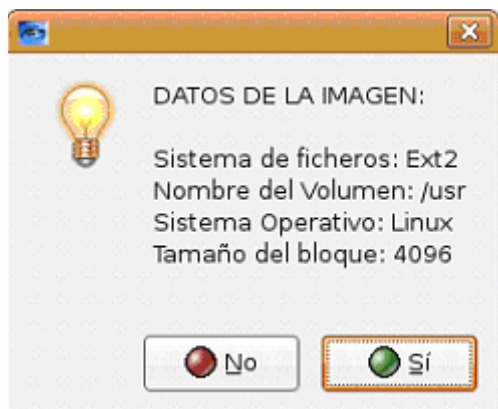 DATOS DE LA IMAGEN:
Sistema de ficheros: Ext2
Nombre del Volumen: /usr
Sistema Operativo: Linux
Tamaño del bloque: 4096
No
Sí